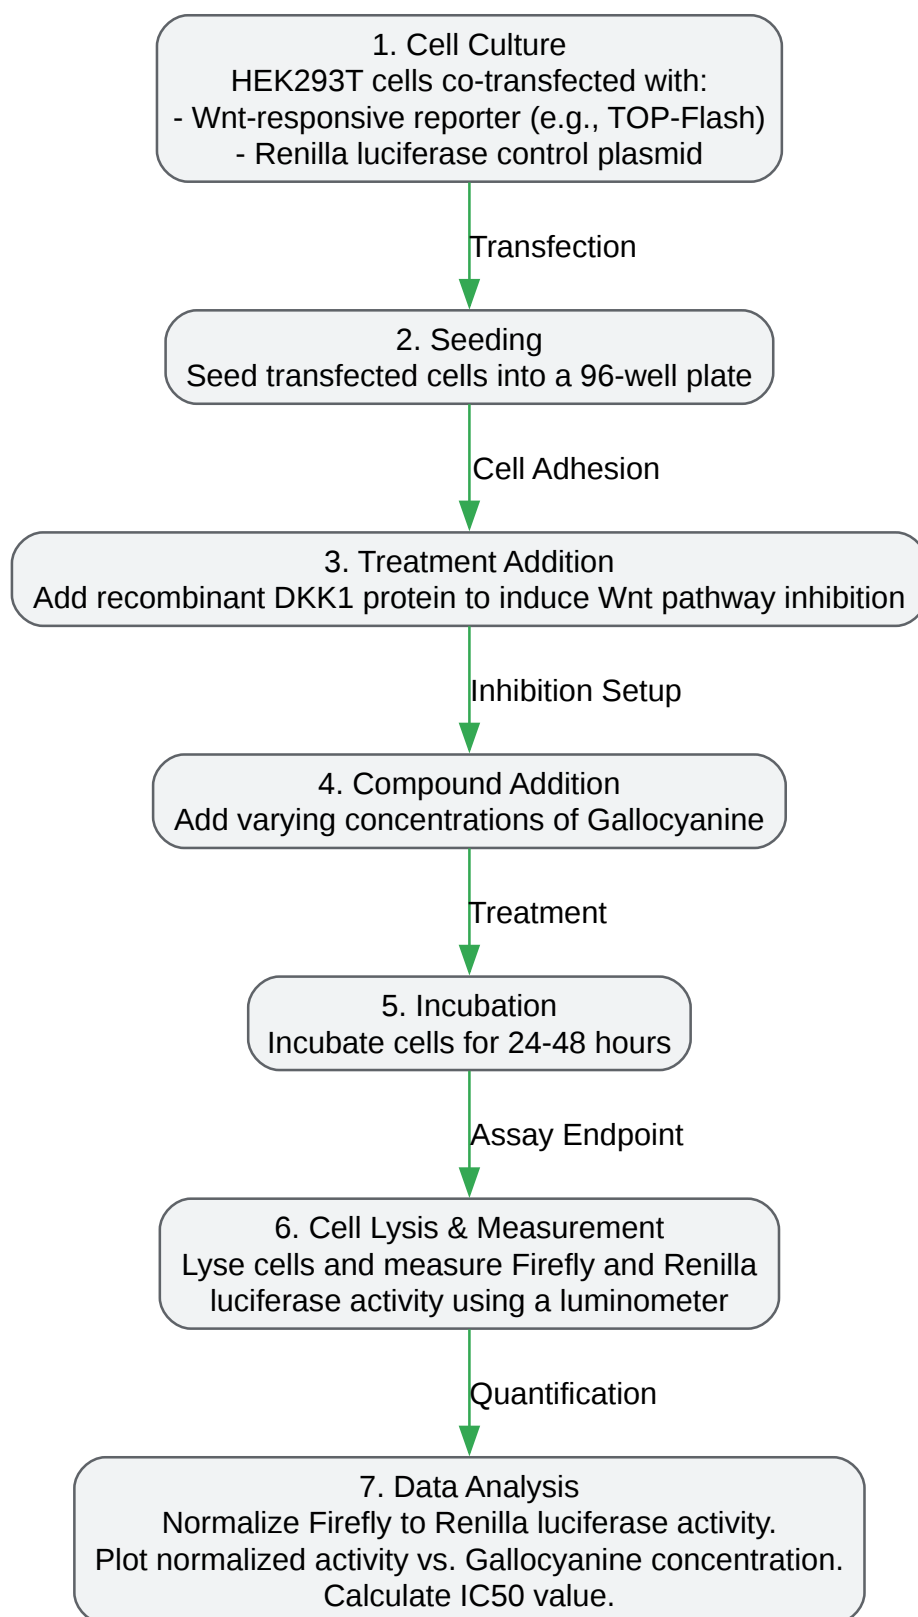 1. Cell Culture
HEK293T cells co-transfected with:
- Wnt-responsive reporter (e.g., TOP-Flash)
- Renilla luciferase control plasmid
Transfection
2. Seeding
Seed transfected cells into a 96-well plate
Cell Adhesion
3. Treatment Addition
Add recombinant DKK1 protein to induce Wnt pathway inhibition
Inhibition Setup
4. Compound Addition
Add varying concentrations of Gallocyanine
Treatment
5. Incubation
Incubate cells for 24-48 hours
Assay Endpoint
6. Cell Lysis & Measurement
Lyse cells and measure Firefly and Renilla
luciferase activity using a luminometer
Quantification
7. Data Analysis
Normalize Firefly to Renilla luciferase activity.
Plot normalized activity vs. Gallocyanine concentration.
Calculate IC50 value.